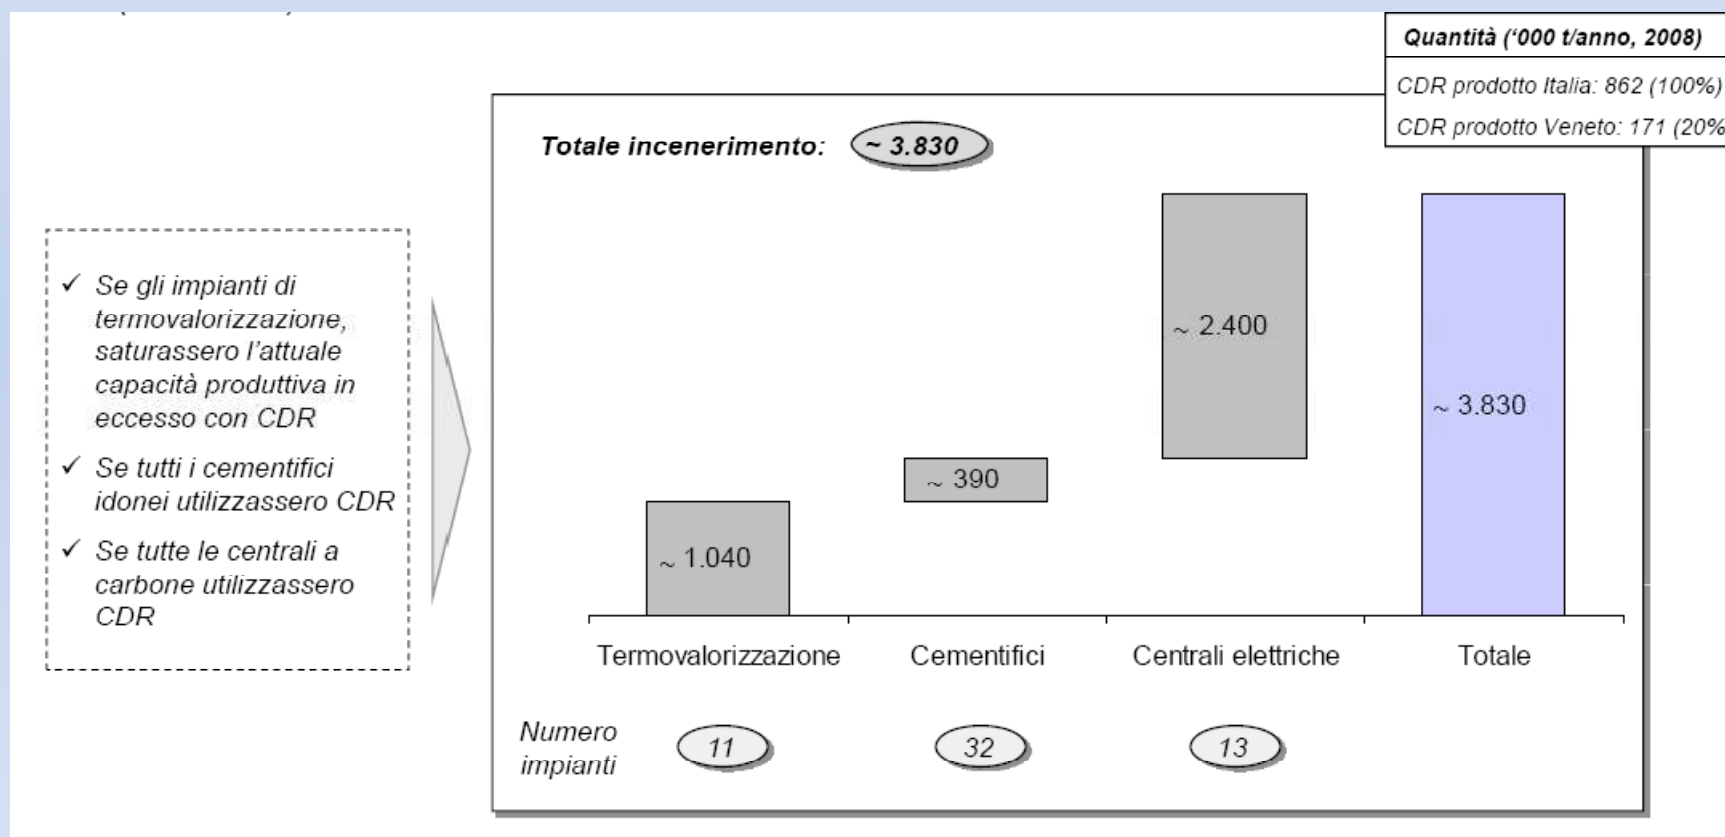 Quantità (‘000 t/anno, 2008)
CDR prodotto Italia: 862 (100%)
CDR prodotto Veneto: 171 (20%
Totale incenerimento: ~ 3.830
✓ Se gli impianti di
termovalorizzazione,
saturassero l’attuale
capacità produttiva in
eccesso con CDR
✓ Se tutti i cementifici
idonei utilizzassero CDR
✓ Se tutte le centrali a
carbone utilizzassero
CDR
~ 1.040
~ 390
~ 2.400
~ 3.830
Termovalorizzazione Cementifici Centrali elettriche Totale
Numero
impianti
11 32 13